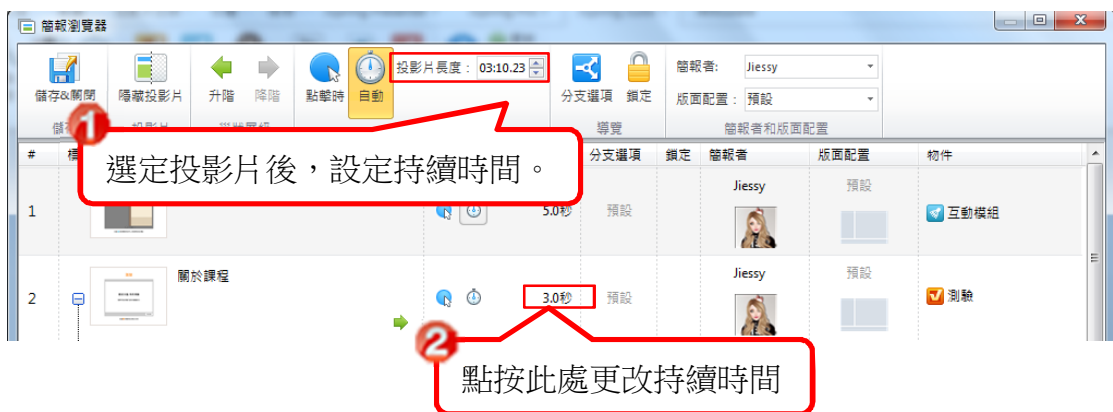 簡報瀏覽器
儲存&關閉
隱藏投影片
升階
降階
點擊時
自動
投影片長度： 03:10.23
分支選項
鎖定
簡報者: Jiessy
版面配置： 預設
導覽
簡報者和版面配置
1
選定投影片後，設定持續時間。
# 分支選項 鎖定 簡報者 版面配置 物件
1 5.0秒 預設 Jiessy 預設 互動模組
2 關於課程 3.0秒 預設 Jiessy 預設 測驗
2
點按此處更改持續時間